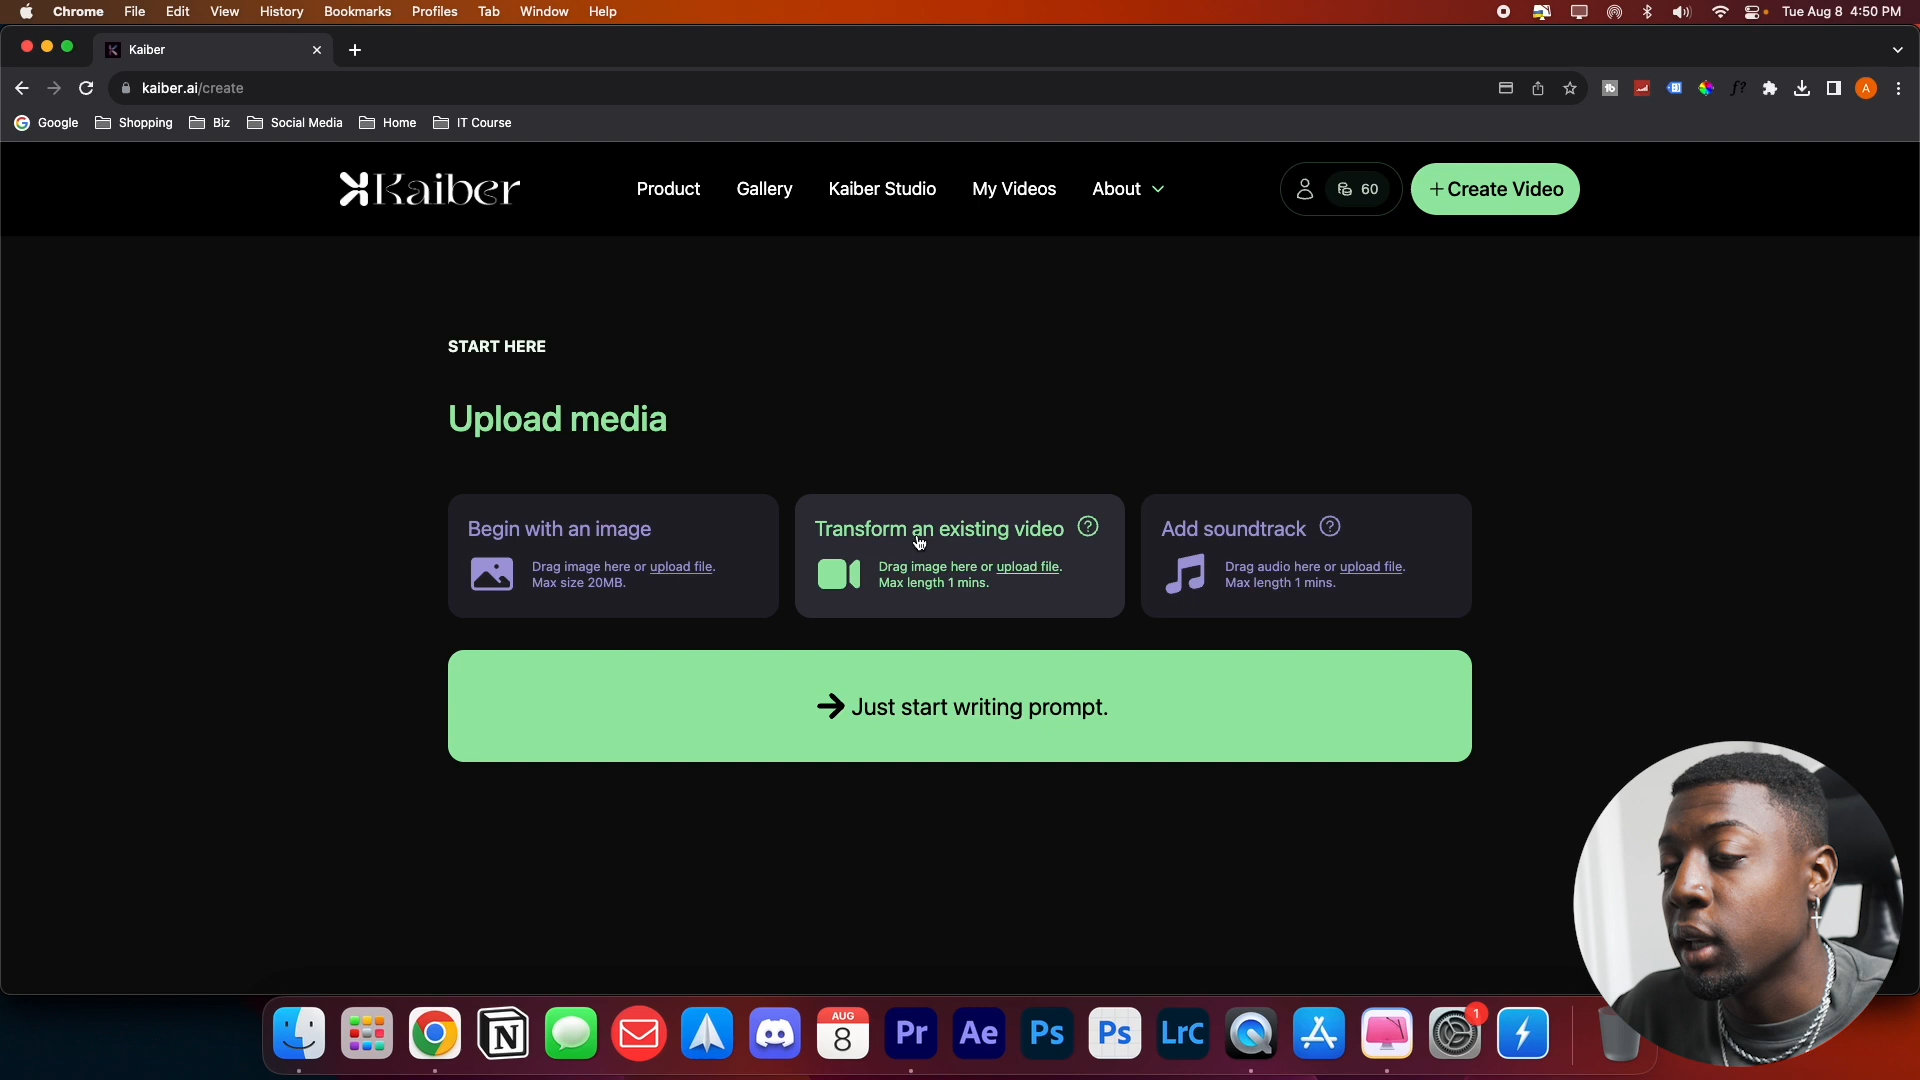 Chrome File Edit View History Bookmarks Profiles Tab Window Help
Tue Aug 8 4:50 PM
Kaiber
kaiber.ai/create
A
Google Shopping Biz Social Media Home IT Course
Kaiber
Product Gallery Kaiber Studio My Videos About
60
+Create Video
START HERE
Upload media
Begin with an image
Drag image here or upload file.
Max size 20MB.
Transform an existing video ?
Drag image here or upload file.
Max length 1 mins.
Add soundtrack ?
Drag audio here or upload file.
Max length 1 mins.
→ Just start writing prompt.
AUG
8
Pr
Ae
Ps
Ps
LrC
1